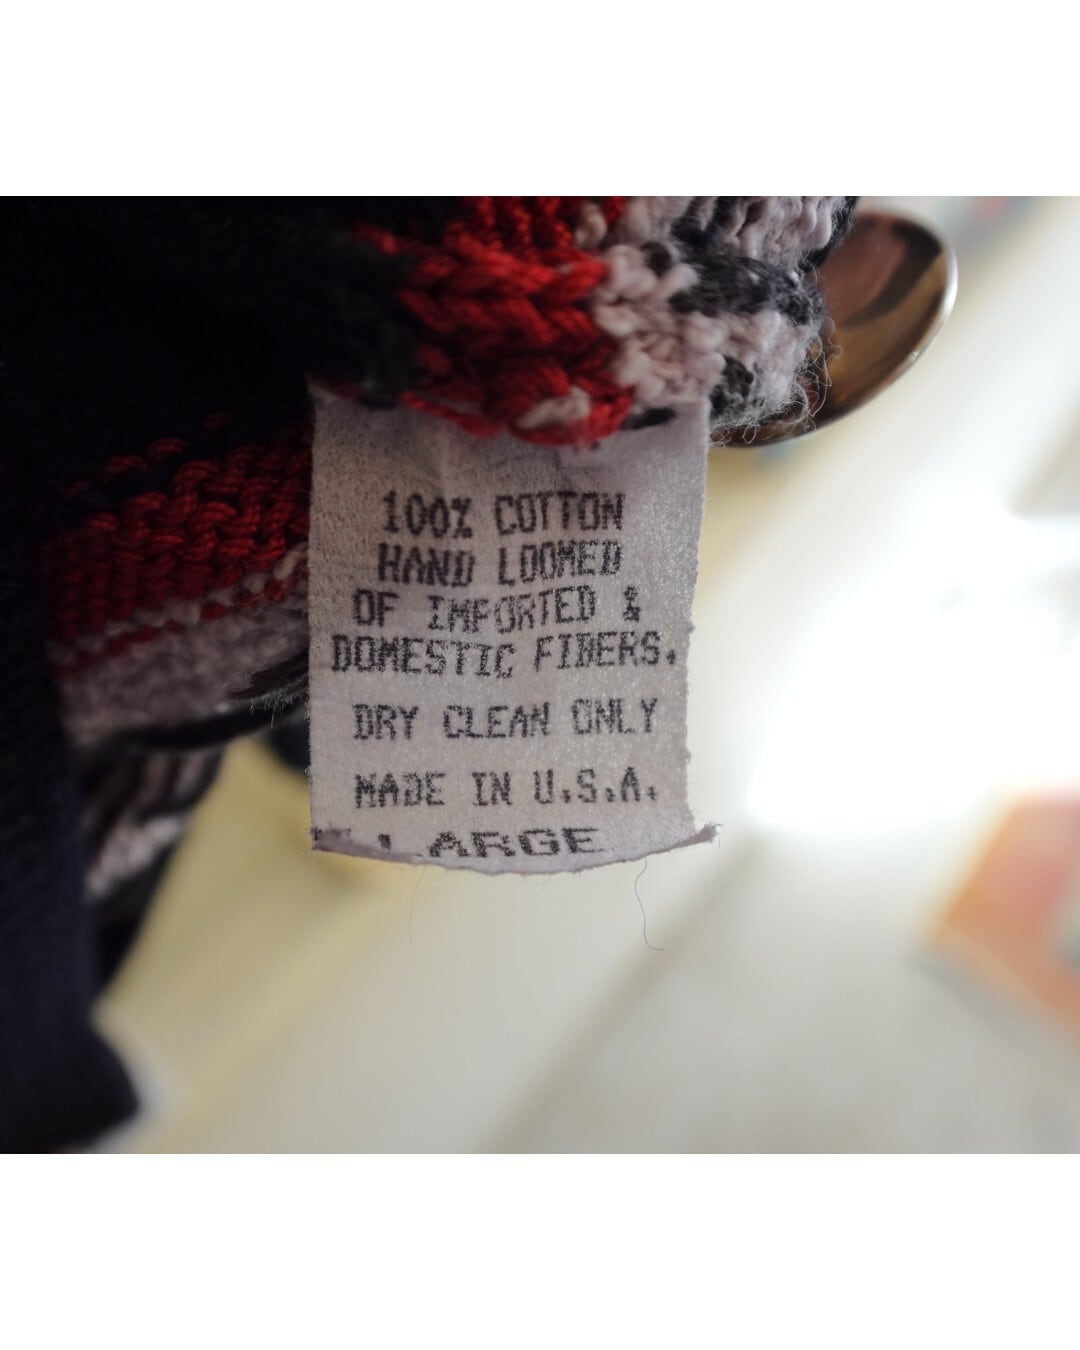 100% COTTON
HAND LOOMED
OF IMPORTED &
DOMESTIC FIBERS.
DRY CLEAN ONLY
MADE IN U.S.A.
LARGE